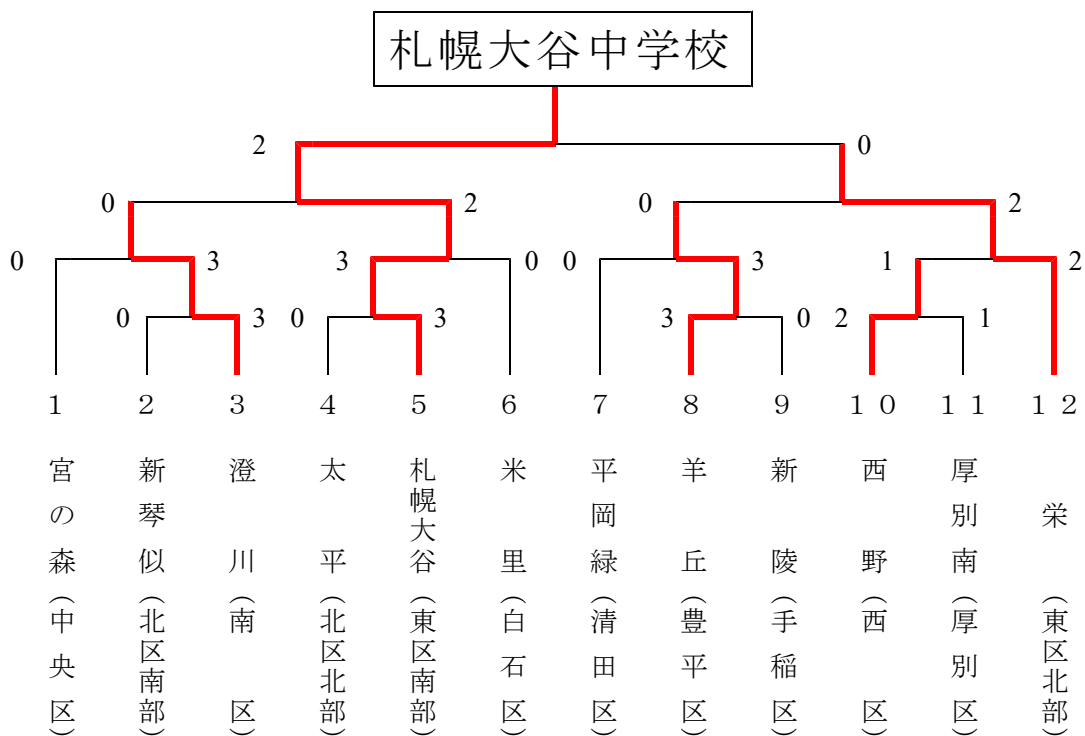 札幌大谷中学校
2 0
0 2 0 2
0 3 3 0 0 3 1 2
0 3 0 3 3 0 2 1
1 2 3 4 5 6 7 8 9 10 11 12
宮の森(中央区)
新琴似(北区南部)
澄川(南区)
太平(北区北部)
札幌大谷(東区南部)
米里(白石区)
平岡緑(清田区)
羊丘(豊平区)
新陵(手稲区)
西野(西区)
厚別南(厚別区)
栄(東区北部)